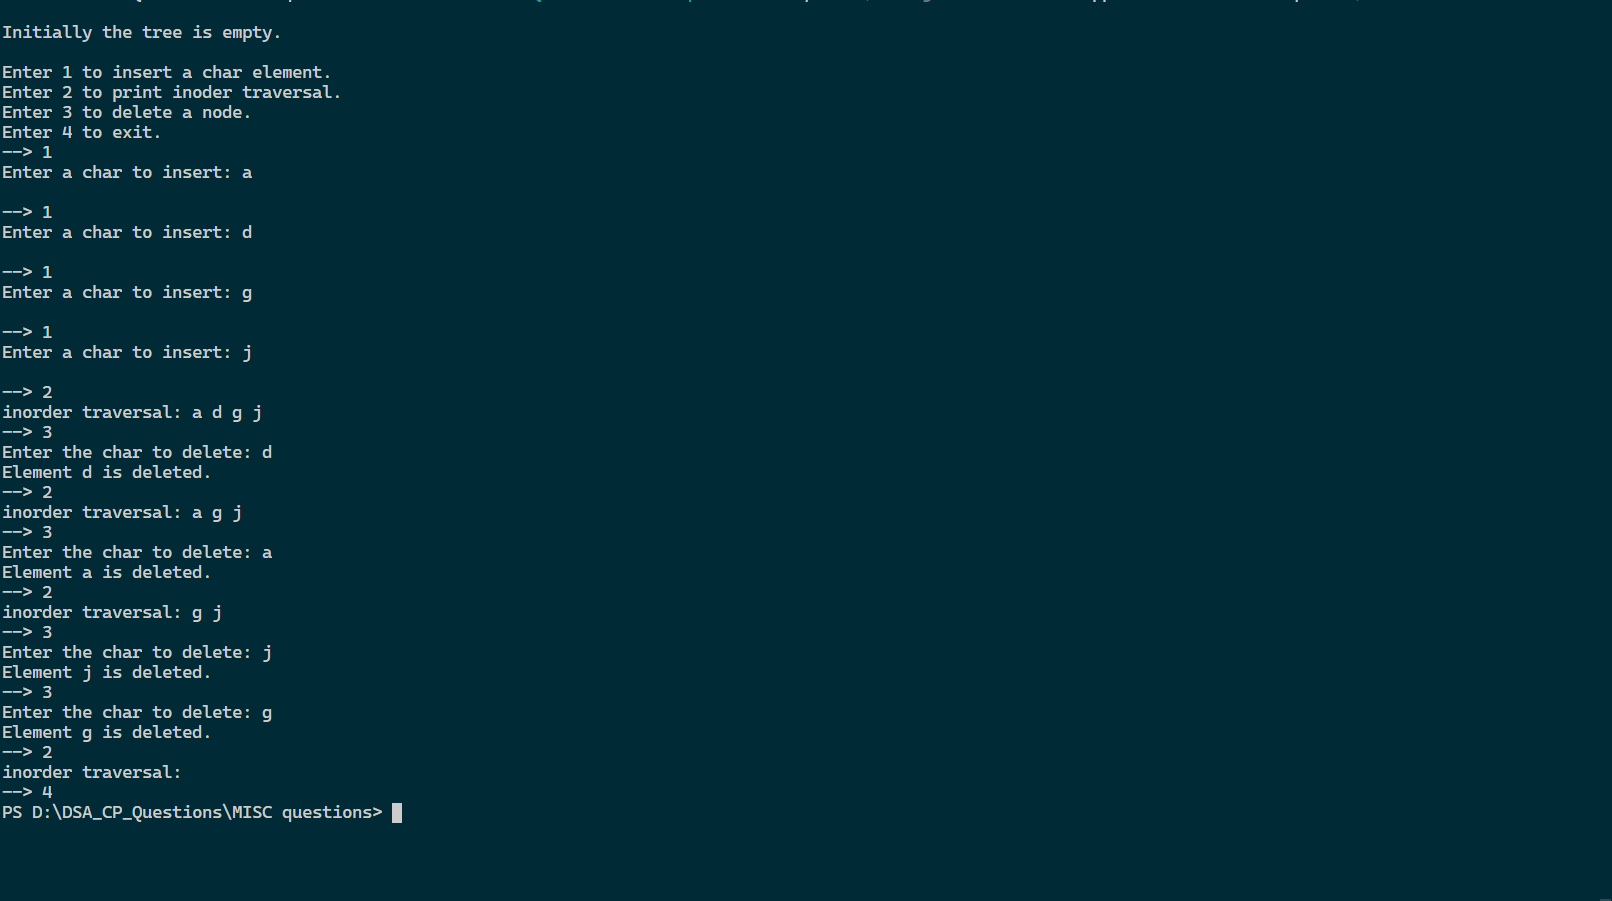 Initially the tree is empty.
Enter 1 to insert a char element.
Enter 2 to print inoder traversal.
Enter 3 to delete a node.
Enter 4 to exit.
--> 1
Enter a char to insert: a
--> 1
Enter a char to insert: d
--> 1
Enter a char to insert: g
--> 1
Enter a char to insert: j
--> 2
inorder traversal: a d g j
--> 3
Enter the char to delete: d
Element d is deleted.
--> 2
inorder traversal: a g j
--> 3
Enter the char to delete: a
Element a is deleted.
--> 2
inorder traversal: g j
--> 3
Enter the char to delete: j
Element j is deleted.
--> 3
Enter the char to delete: g
Element g is deleted.
--> 2
inorder traversal:
--> 4
PS D:\DSA_CP_Questions\MISC questions>